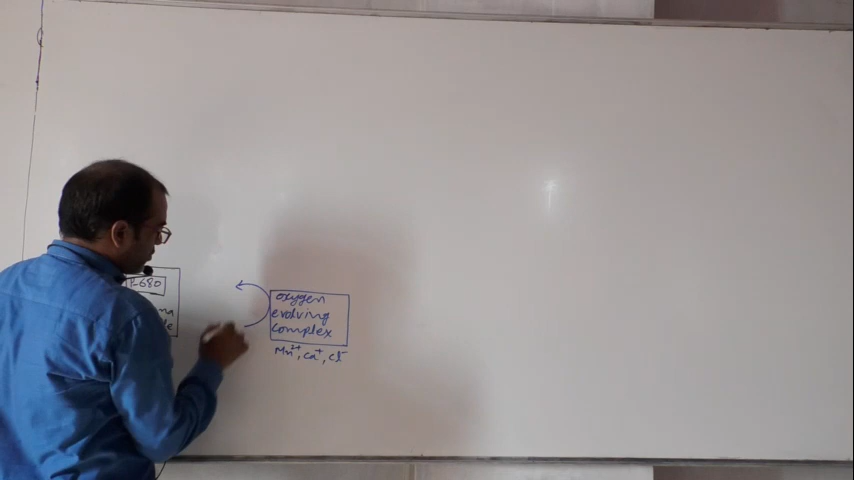 P-680
oxygen
evolving
complex
Mn²⁺, Ca⁺, Cl⁻